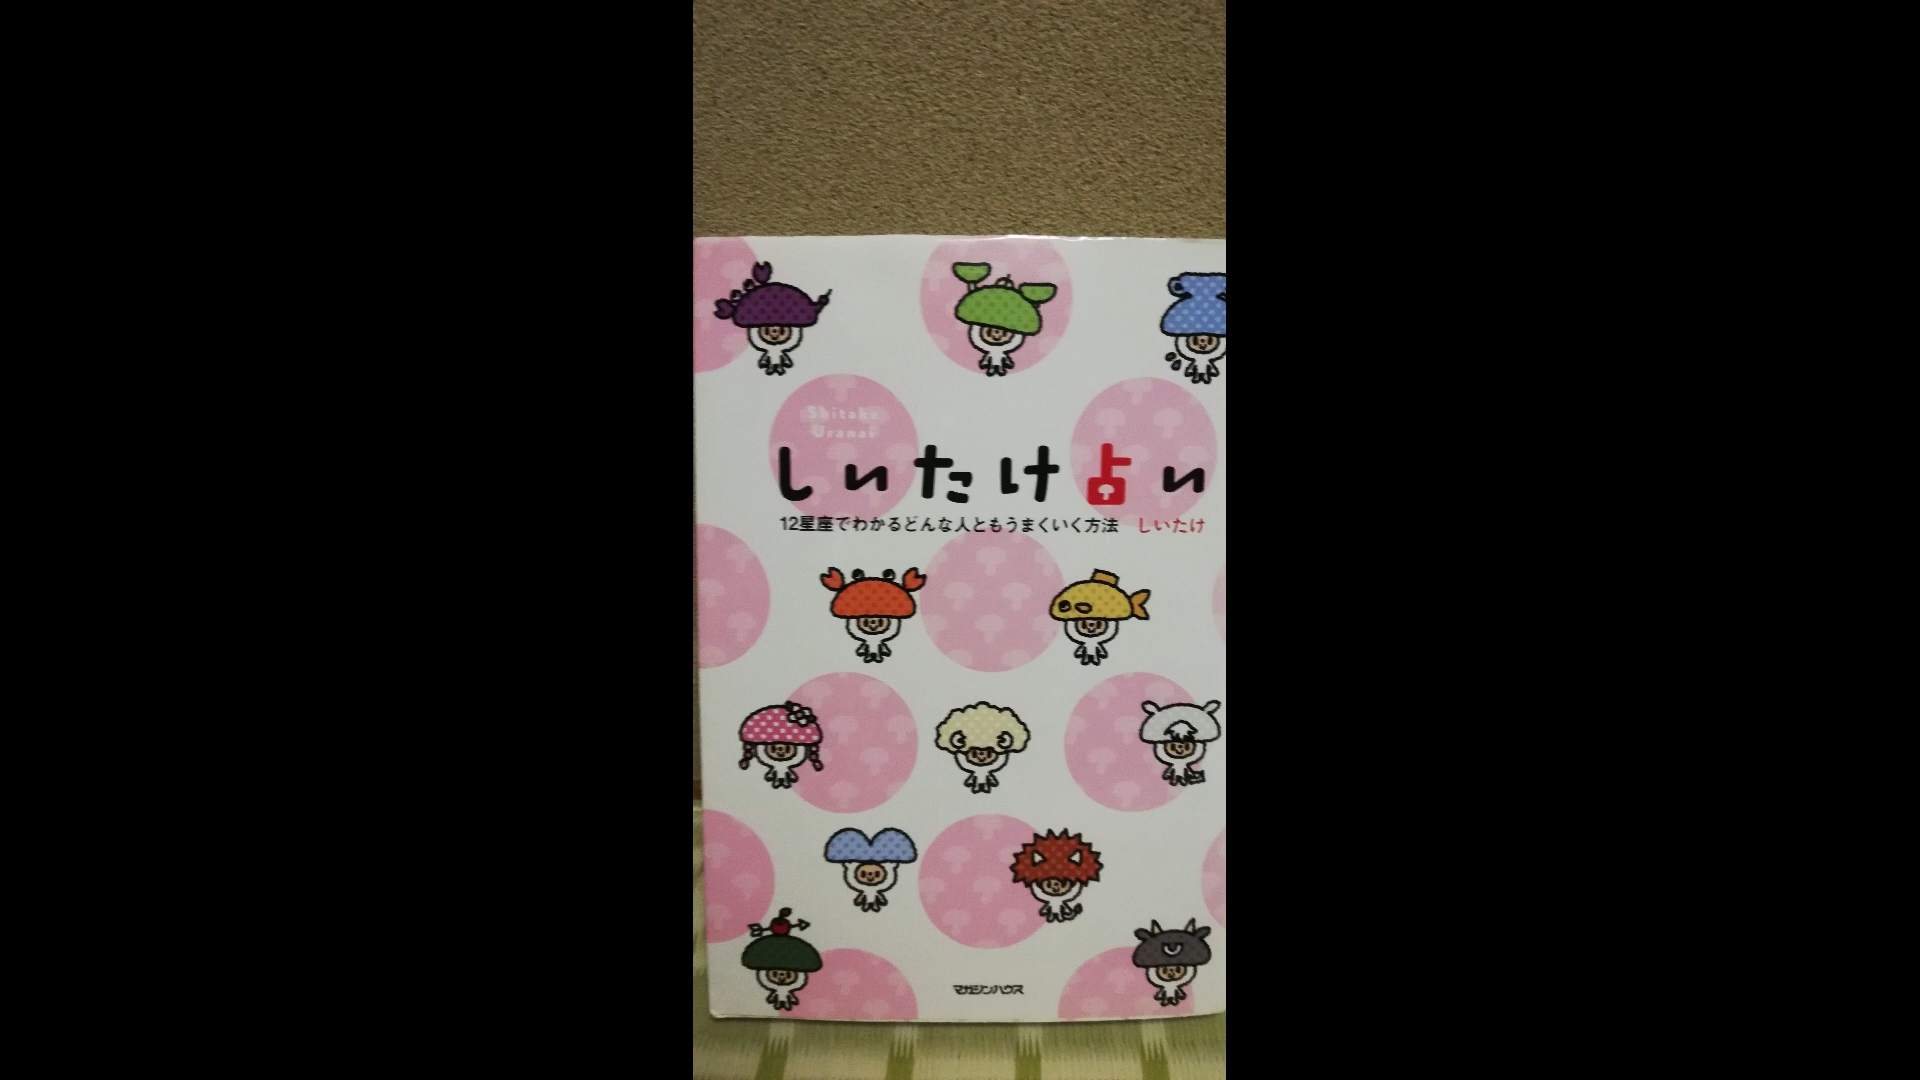 Shitake
Uranai
しいたけ占い
12星座でわかるどんな人ともうまくいく方法　しいたけ
マガジンハウス